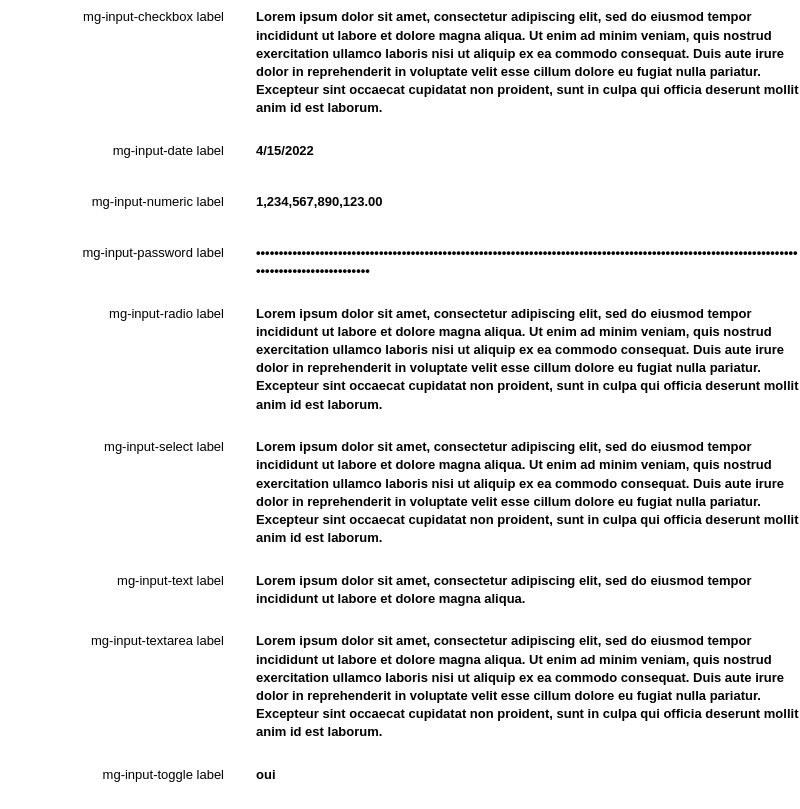 mg-input-checkbox label Lorem ipsum dolor sit amet, consectetur adipiscing elit, sed do eiusmod tempor
incididunt ut labore et dolore magna aliqua. Ut enim ad minim veniam, quis nostrud
exercitation ullamco laboris nisi ut aliquip ex ea commodo consequat. Duis aute irure
dolor in reprehenderit in voluptate velit esse cillum dolore eu fugiat nulla pariatur.
Excepteur sint occaecat cupidatat non proident, sunt in culpa qui officia deserunt mollit
anim id est laborum.
mg-input-date label 4/15/2022
mg-input-numeric label 1,234,567,890,123.00
mg-input-password label
mg-input-radio label Lorem ipsum dolor sit amet, consectetur adipiscing elit, sed do eiusmod tempor
incididunt ut labore et dolore magna aliqua. Ut enim ad minim veniam, quis nostrud
exercitation ullamco laboris nisi ut aliquip ex ea commodo consequat. Duis aute irure
dolor in reprehenderit in voluptate velit esse cillum dolore eu fugiat nulla pariatur.
Excepteur sint occaecat cupidatat non proident, sunt in culpa qui officia deserunt mollit
anim id est laborum.
mg-input-select label Lorem ipsum dolor sit amet, consectetur adipiscing elit, sed do eiusmod tempor
incididunt ut labore et dolore magna aliqua. Ut enim ad minim veniam, quis nostrud
exercitation ullamco laboris nisi ut aliquip ex ea commodo consequat. Duis aute irure
dolor in reprehenderit in voluptate velit esse cillum dolore eu fugiat nulla pariatur.
Excepteur sint occaecat cupidatat non proident, sunt in culpa qui officia deserunt mollit
anim id est laborum.
mg-input-text label Lorem ipsum dolor sit amet, consectetur adipiscing elit, sed do eiusmod tempor
incididunt ut labore et dolore magna aliqua.
mg-input-textarea label Lorem ipsum dolor sit amet, consectetur adipiscing elit, sed do eiusmod tempor
incididunt ut labore et dolore magna aliqua. Ut enim ad minim veniam, quis nostrud
exercitation ullamco laboris nisi ut aliquip ex ea commodo consequat. Duis aute irure
dolor in reprehenderit in voluptate velit esse cillum dolore eu fugiat nulla pariatur.
Excepteur sint occaecat cupidatat non proident, sunt in culpa qui officia deserunt mollit
anim id est laborum.
mg-input-toggle label oui